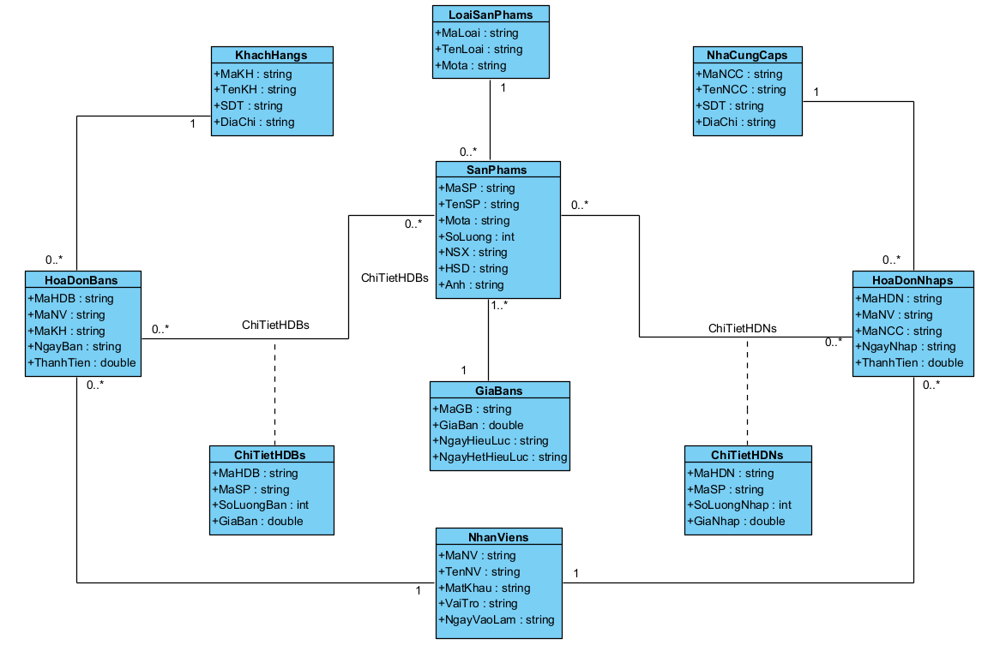 LoaiSanPhams
+MaLoai : string
+TenLoai : string
+Mota : string
1
KhachHangs
+MaKH : string
+TenKH : string
+SDT : string
+DiaChi : string
1
NhaCungCaps
+MaNCC : string
+TenNCC : string
+SDT : string
+DiaChi : string
1
0..*
SanPhams
+MaSP : string
+TenSP : string
+Mota : string
+SoLuong : int
+NSX : string
+HSD : string
+Anh : string
0..*
0..*
1..*
ChiTietHDBs
0..*
HoaDonBans
+MaHDB : string
+MaNV : string
+MaKH : string
+NgayBan : string
+ThanhTien : double
0..*
0..*
ChiTietHDBs
0..*
HoaDonNhaps
+MaHDN : string
+MaNV : string
+MaNCC : string
+NgayNhap : string
+ThanhTien : double
0..*
0..*
ChiTietHDNs
1
GiaBans
+MaGB : string
+GiaBan : double
+NgayHieuLuc : string
+NgayHetHieuLuc : string
ChiTietHDBs
+MaHDB : string
+MaSP : string
+SoLuongBan : int
+GiaBan : double
ChiTietHDNs
+MaHDN : string
+MaSP : string
+SoLuongNhap : int
+GiaNhap : double
NhanViens
+MaNV : string
+TenNV : string
+MatKhau : string
+VaiTro : string
+NgayVaoLam : string
1
1